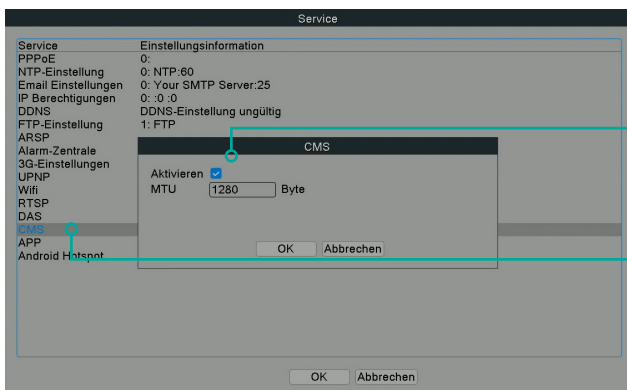 Service
Service Einstellungsinformation
PPPoE 0:
NTP-Einstellung 0: NTP:60
Email Einstellungen 0: Your SMTP Server:25
IP Berechtigungen 0: :0 :0
DDNS DDNS-Einstellung ungültig
FTP-Einstellung 1: FTP
ARSP
Alarm-Zentrale
3G-Einstellungen
UPNP
Wifi
RTSP
DAS
CMS
APP
Android Hotspot
CMS
Aktivieren
MTU 1280 Byte
OK Abbrechen
OK Abbrechen